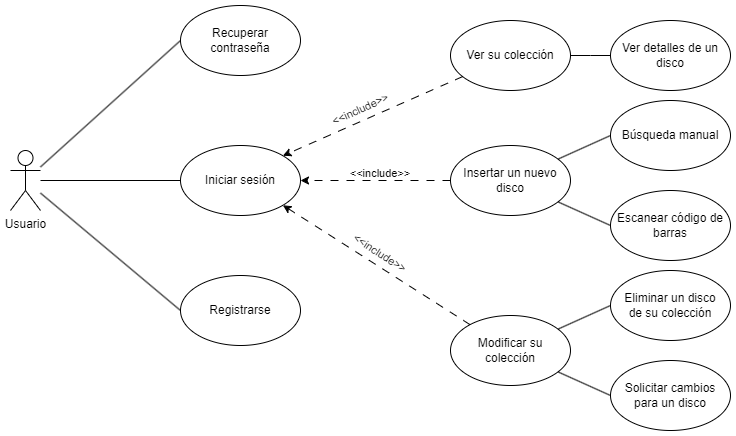 Recuperar
contraseña
Ver su colección
Ver detalles de un
disco
<<include>>
Búsqueda manual
Iniciar sesión
<<include>>
Insertar un nuevo
disco
Usuario
Escanear código de
barras
<<include>>
Registrarse
Eliminar un disco
de su colección
Modificar su
colección
Solicitar cambios
para un disco